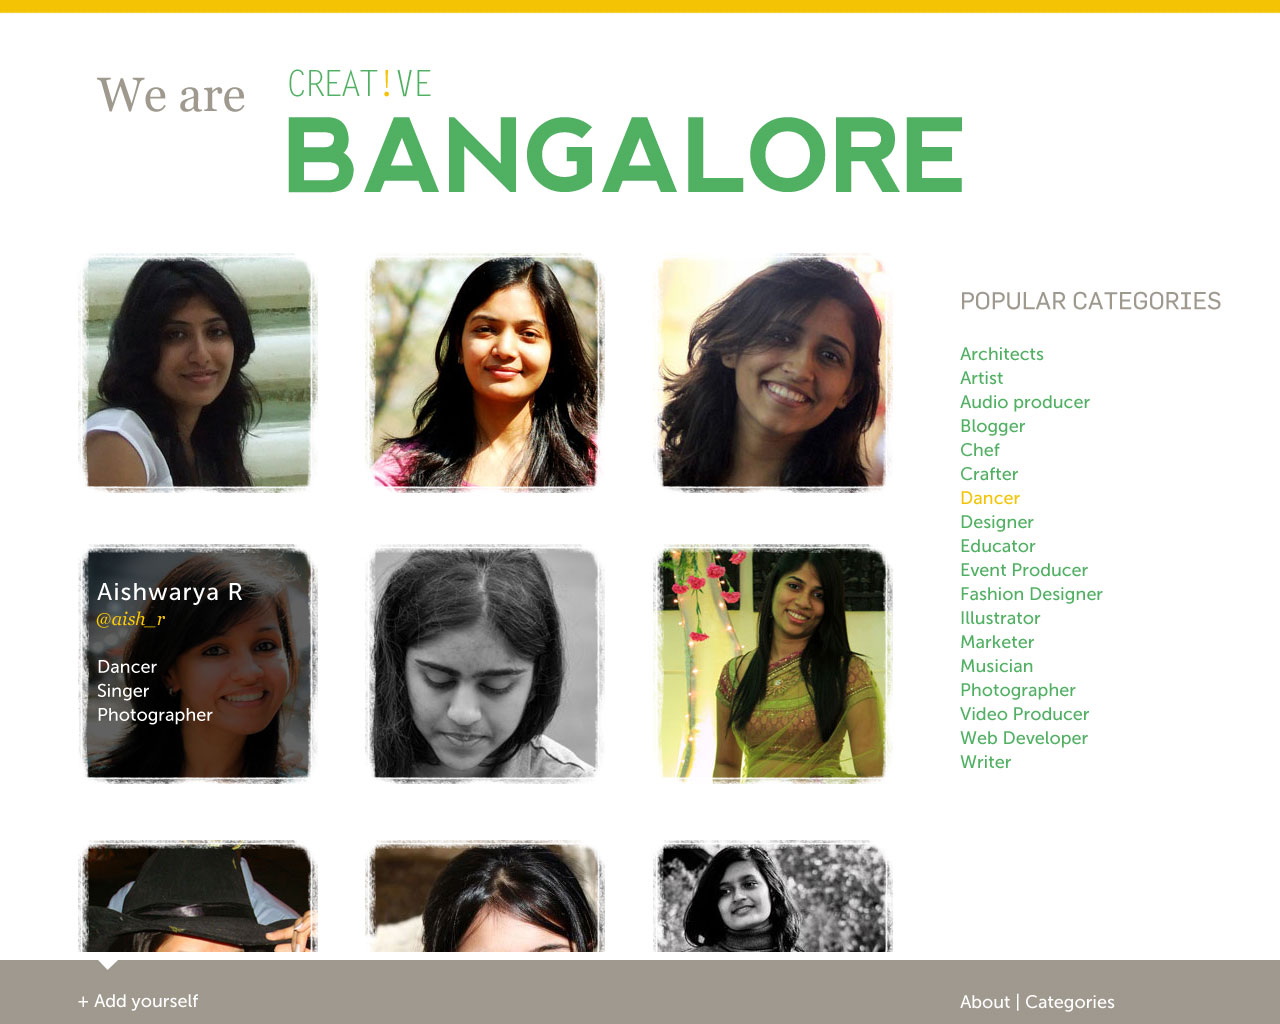 We are
CREAT!VE
BANGALORE
POPULAR CATEGORIES
Architects
Artist
Audio producer
Blogger
Chef
Crafter
Dancer
Designer
Educator
Event Producer
Fashion Designer
Illustrator
Marketer
Musician
Photographer
Video Producer
Web Developer
Writer
Aishwarya R
@aish_r
Dancer
Singer
Photographer
+ Add yourself
About | Categories